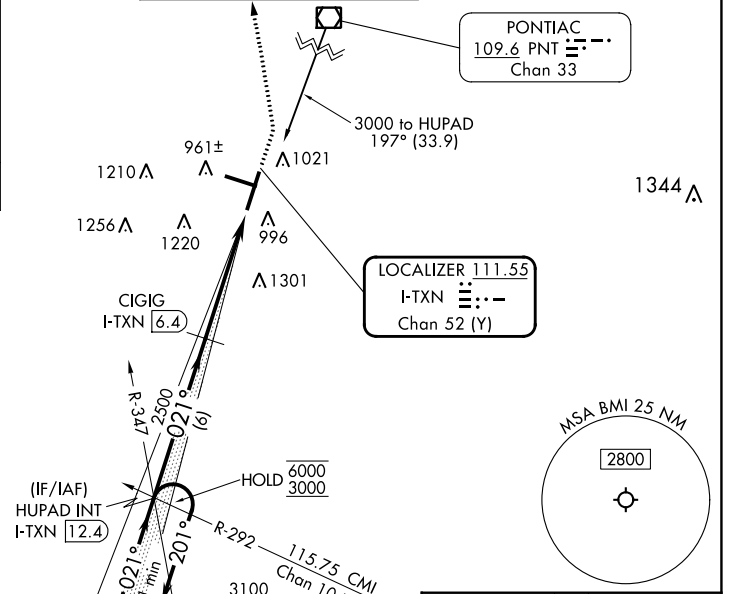 PONTIAC
109.6 PNT
Chan 33
3000 to HUPAD
197° (33.9)
961±
1021
1210
1344
1256
1220
996
LOCALIZER 111.55
I-TXN
Chan 52 (Y)
1301
CIGIG
I-TXN 6.4
R-347
2500
021°
(6)
MSA BMI 25 NM
2800
HOLD 6000
3000
(IF/IAF)
HUPAD INT
I-TXN 12.4
R-292
115.75 CMI
021°
min
201°
3100